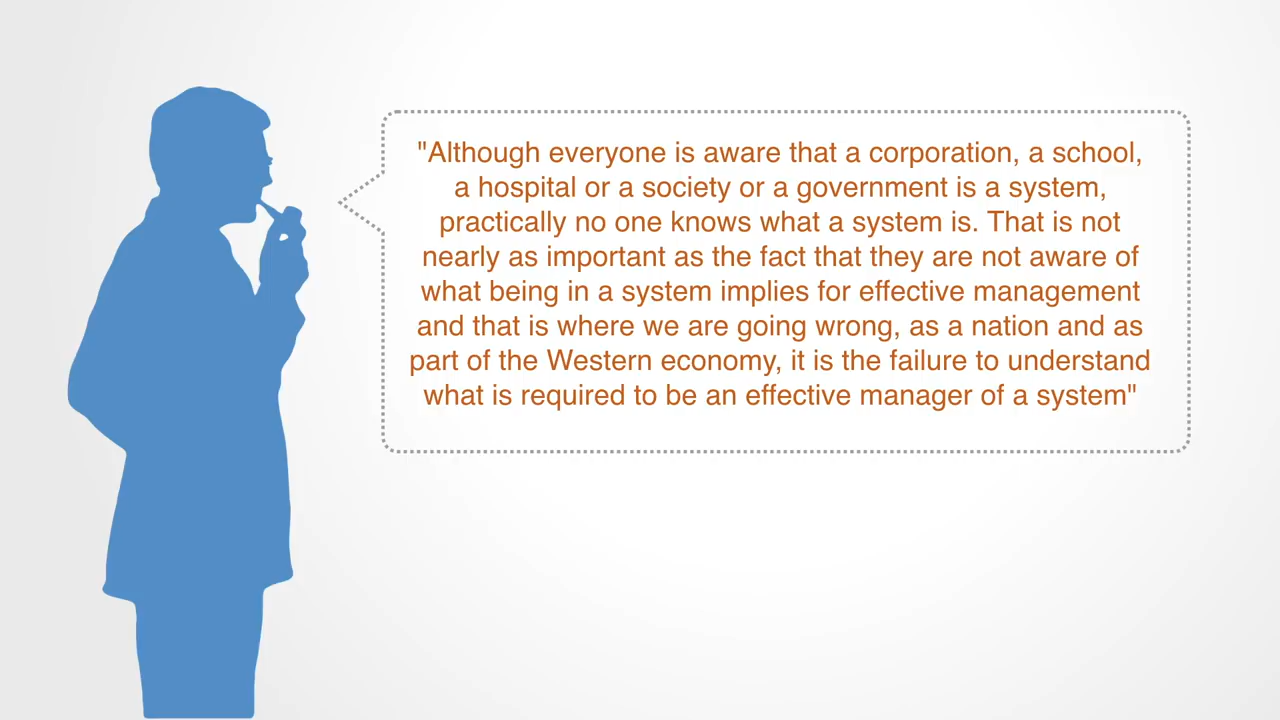 "Although everyone is aware that a corporation, a school,
a hospital or a society or a government is a system,
practically no one knows what a system is. That is not
nearly as important as the fact that they are not aware of
what being in a system implies for effective management
and that is where we are going wrong, as a nation and as
part of the Western economy, it is the failure to understand
what is required to be an effective manager of a system"